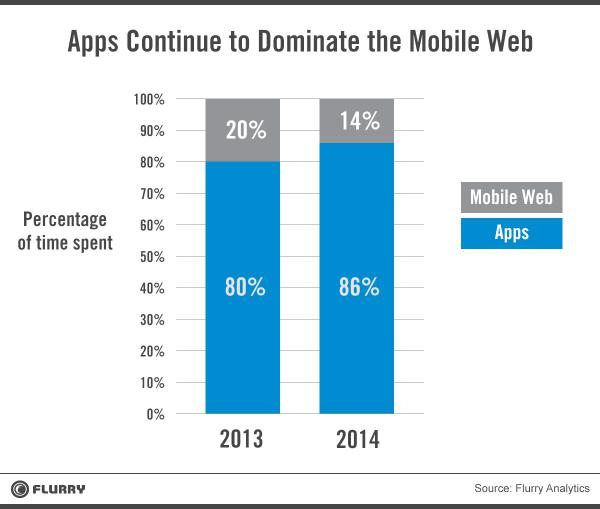 Apps Continue to Dominate the Mobile Web
100%
90%
80%
70%
60%
50%
40%
30%
20%
10%
0%
Percentage
of time spent
20%
14%
80%
86%
2013
2014
Mobile Web
Apps
FLURRY
Source: Flurry Analytics